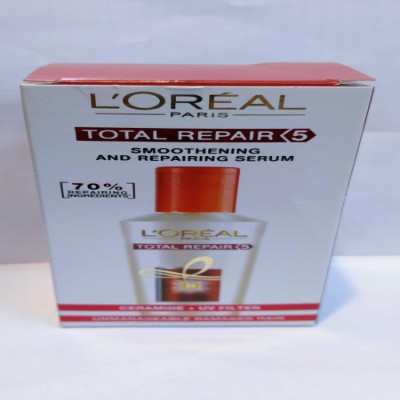 L'ORÉAL
PARIS
TOTAL REPAIR 5
SMOOTHENING
AND REPAIRING SERUM
70%
REPAIRING
INGREDIENTS
L'ORÉAL
PARIS
TOTAL REPAIR 5
CERAMIDE + UV FILTER
UNMANAGEABLE DAMAGED HAIR